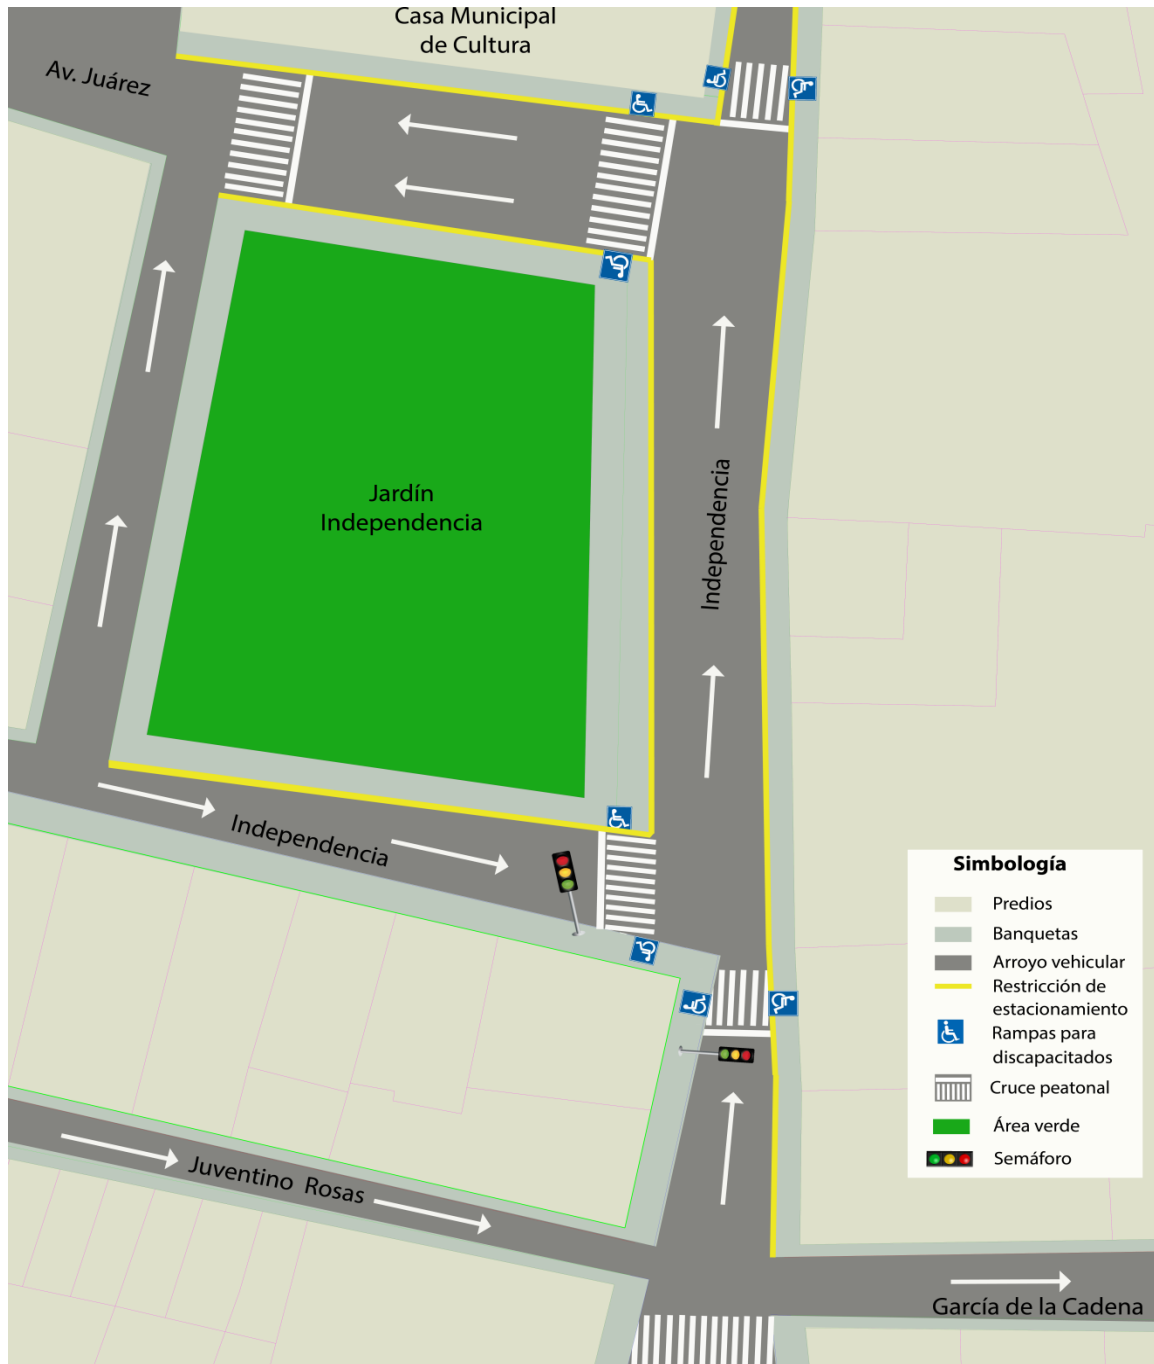 Casa Municipal
de Cultura
Av. Juárez
Jardín
Independencia
Independencia
Independencia
Simbología
Predios
Banquetas
Arroyo vehicular
Restricción de
estacionamiento
Rampas para
discapacitados
Cruce peatonal
Área verde
Semáforo
Juventino Rosas
García de la Cadena